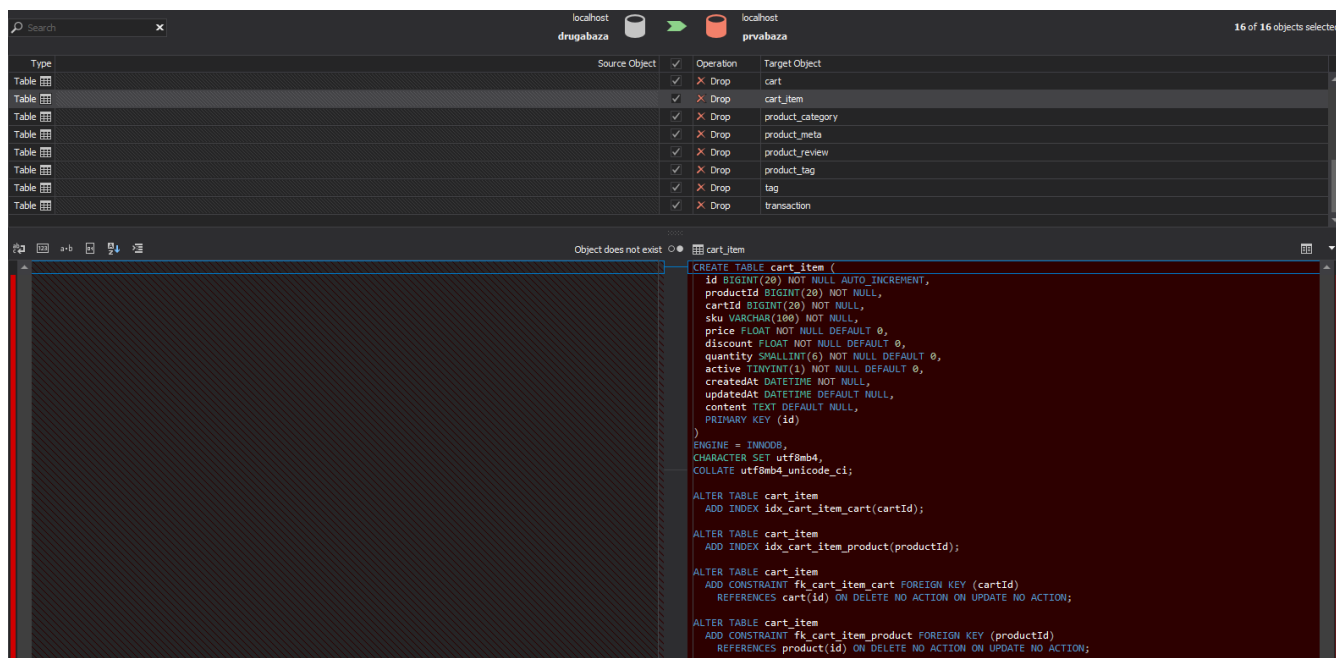 Search
localhost
drugabaza
localhost
prvabaza
16 of 16 objects selecte
Type Source Object Operation Target Object
Table Drop cart
Table Drop cart_item
Table Drop product_category
Table Drop product_meta
Table Drop product_review
Table Drop product_tag
Table Drop tag
Table Drop transaction
Object does not exist cart_item
CREATE TABLE cart_item (
id BIGINT(20) NOT NULL AUTO_INCREMENT,
productId BIGINT(20) NOT NULL,
cartId BIGINT(20) NOT NULL,
sku VARCHAR(100) NOT NULL,
price FLOAT NOT NULL DEFAULT 0,
discount FLOAT NOT NULL DEFAULT 0,
quantity SMALLINT(6) NOT NULL DEFAULT 0,
active TINYINT(1) NOT NULL DEFAULT 0,
createdAt DATETIME NOT NULL,
updatedAt DATETIME DEFAULT NULL,
content TEXT DEFAULT NULL,
PRIMARY KEY (id)
)
ENGINE = INNODB,
CHARACTER SET utf8mb4,
COLLATE utf8mb4_unicode_ci;
ALTER TABLE cart_item
ADD INDEX idx_cart_item_cart(cartId);
ALTER TABLE cart_item
ADD INDEX idx_cart_item_product(productId);
ALTER TABLE cart_item
ADD CONSTRAINT fk_cart_item_cart FOREIGN KEY (cartId)
REFERENCES cart(id) ON DELETE NO ACTION ON UPDATE NO ACTION;
ALTER TABLE cart_item
ADD CONSTRAINT fk_cart_item_product FOREIGN KEY (productId)
REFERENCES product(id) ON DELETE NO ACTION ON UPDATE NO ACTION;